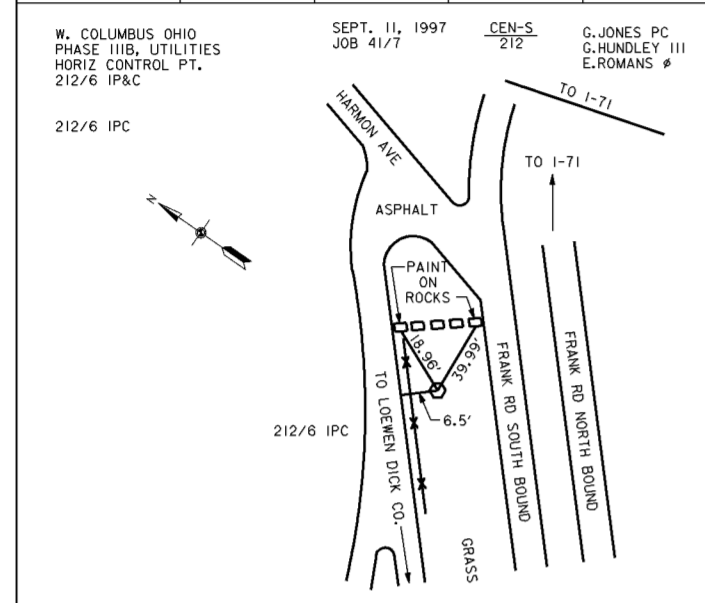 W. COLUMBUS OHIO
PHASE IIIB, UTILITIES
HORIZ CONTROL PT.
212/6 IP&C
212/6 IPC
SEPT. 11, 1997
JOB 41/7
CEN-S
212
G.JONES PC
G.HUNDLEY III
E.ROMANS ø
HARMON AVE
TO I-71
TO I-71
N
ASPHALT
PAINT
ON
ROCKS
18.96'
39.99'
6.5'
212/6 IPC
TO LOEWEN DICK CO.
FRANK RD SOUTH BOUND
FRANK RD NORTH BOUND
GRASS